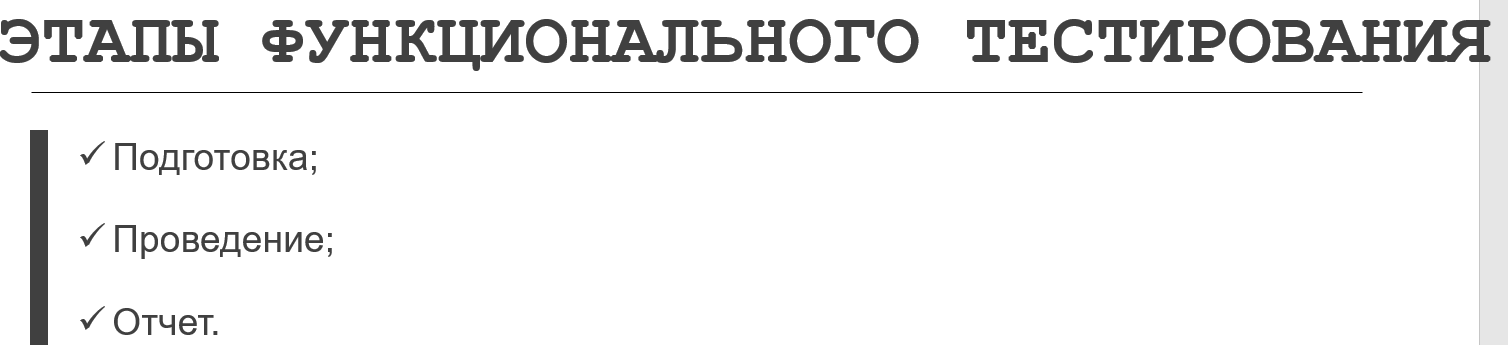 ЭТАПЫ ФУНКЦИОНАЛЬНОГО ТЕСТИРОВАНИЯ
✓ Подготовка;
✓ Проведение;
✓ Отчет.